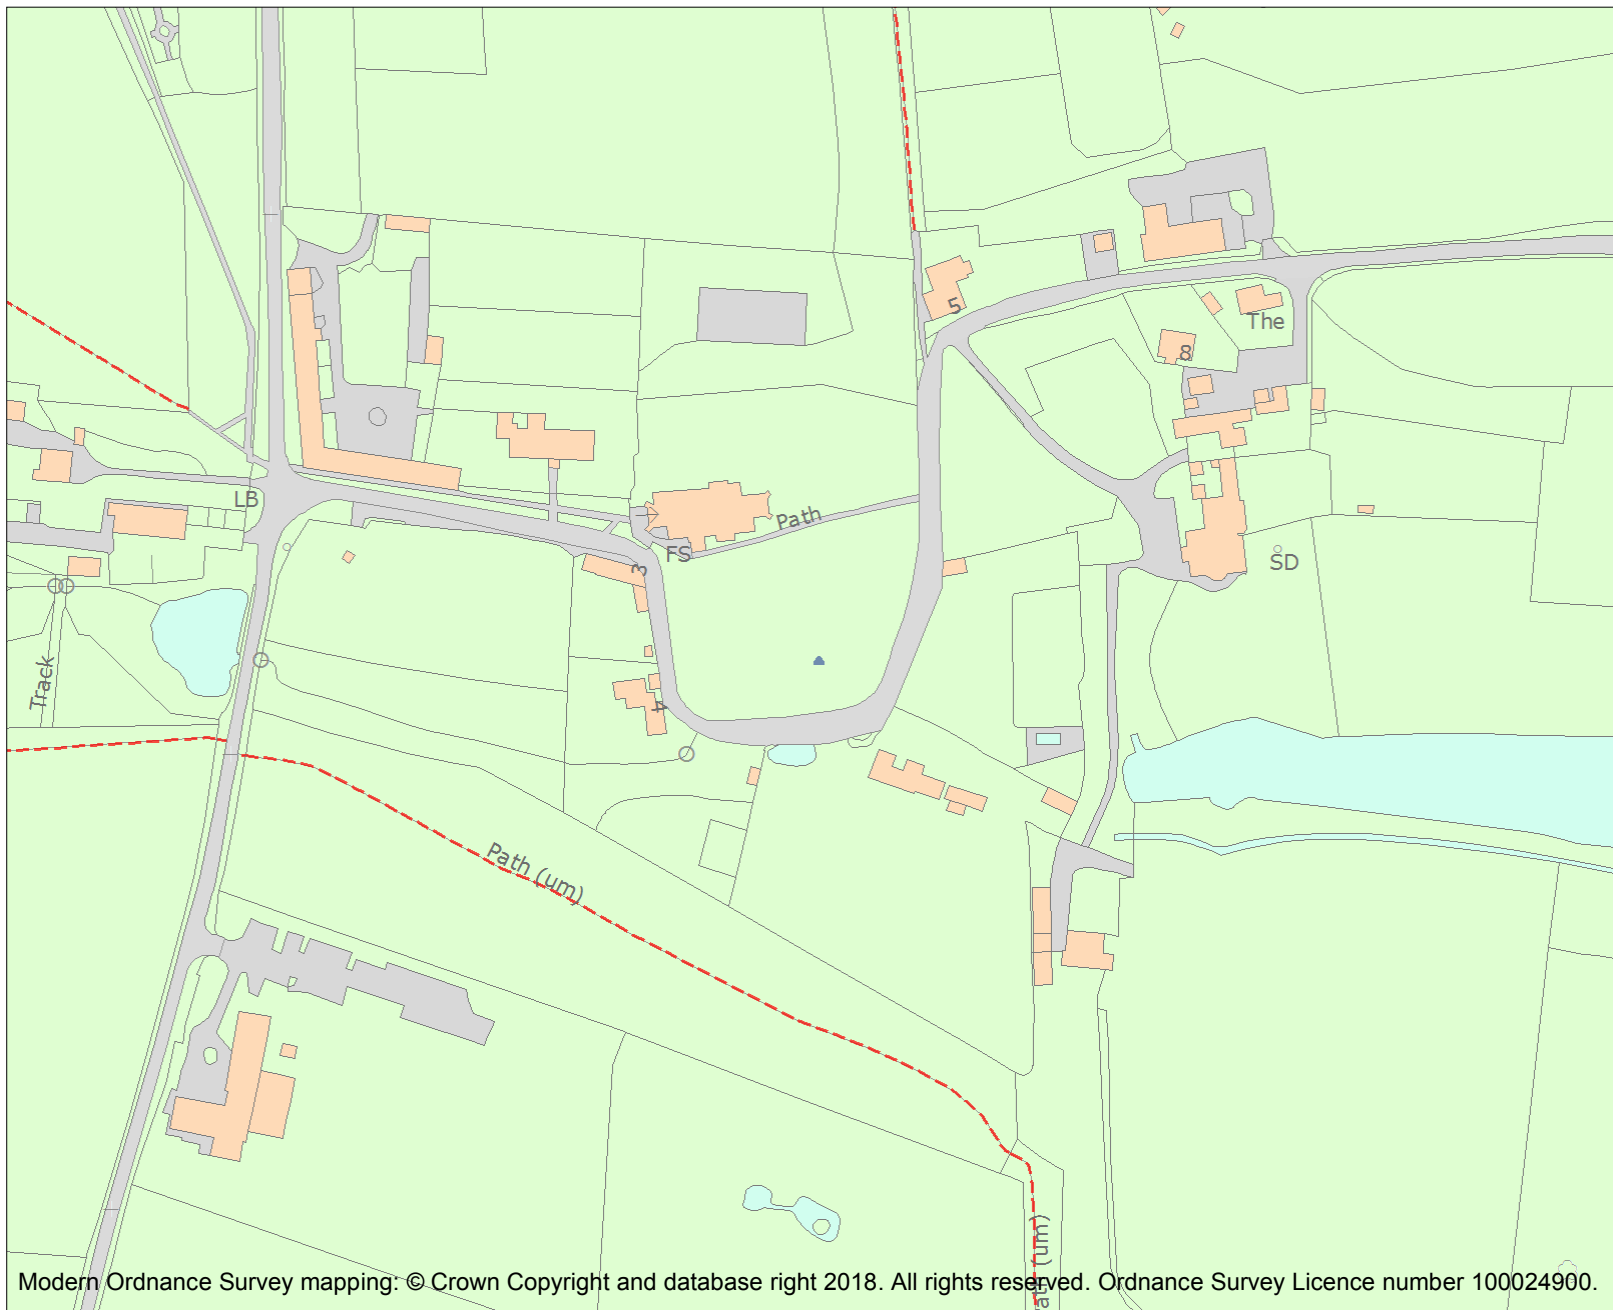 5
The
8
LB
Path
FS
3
SD
Track
4
Path (um)
Path (um)
Modern Ordnance Survey mapping: © Crown Copyright and database right 2018. All rights reserved. Ordnance Survey Licence number 100024900.